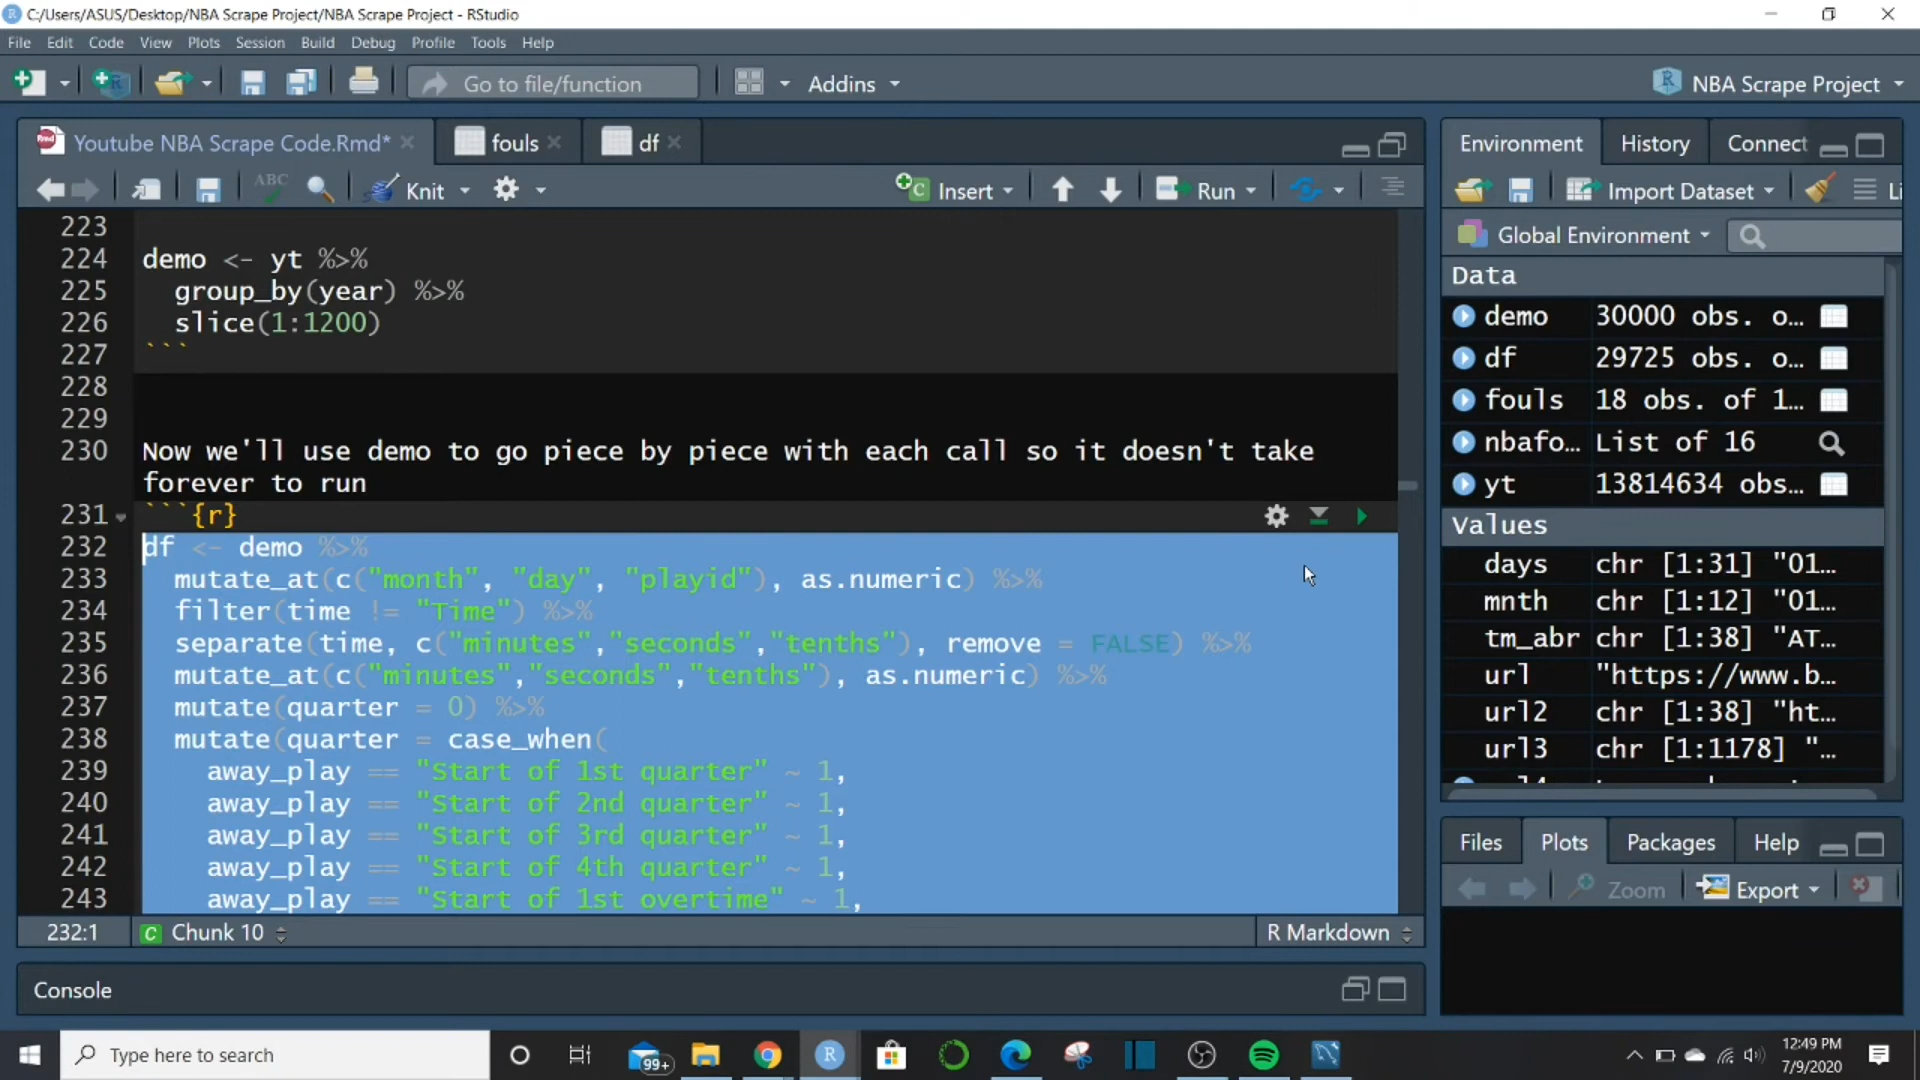 C:/Users/ASUS/Desktop/NBA Scrape Project/NBA Scrape Project - RStudio
File Edit Code View Plots Session Build Debug Profile Tools Help
Go to file/function Addins NBA Scrape Project
Youtube NBA Scrape Code.Rmd* fouls df
ABC Knit Insert Run
223
224 demo <- yt %>%
225 group_by(year) %>%
226 slice(1:1200)
227 ```
228
229
230 Now we'll use demo to go piece by piece with each call so it doesn't take
forever to run
231 ```{r}
232 df <- demo %>%
233 mutate_at(c("month", "day", "playid"), as.numeric) %>%
234 filter(time != "Time") %>%
235 separate(time, c("minutes","seconds","tenths"), remove = FALSE) %>%
236 mutate_at(c("minutes","seconds","tenths"), as.numeric) %>%
237 mutate(quarter = 0) %>%
238 mutate(quarter = case_when(
239 away_play == "Start of 1st quarter" ~ 1,
240 away_play == "Start of 2nd quarter" ~ 1,
241 away_play == "Start of 3rd quarter" ~ 1,
242 away_play == "Start of 4th quarter" ~ 1,
243 away_play == "Start of 1st overtime" ~ 1,
232:1 Chunk 10 R Markdown
Console
Environment History Connect
Import Dataset Li
Global Environment
Data
demo 30000 obs. o…
df 29725 obs. o…
fouls 18 obs. of 1…
nbafo… List of 16
yt 13814634 obs…
Values
days chr [1:31] "01…
mnth chr [1:12] "01…
tm_abr chr [1:38] "AT…
url "https://www.b…
url2 chr [1:38] "ht…
url3 chr [1:1178] "…
Files Plots Packages Help
Zoom Export
Type here to search
99+
12:49 PM
7/9/2020